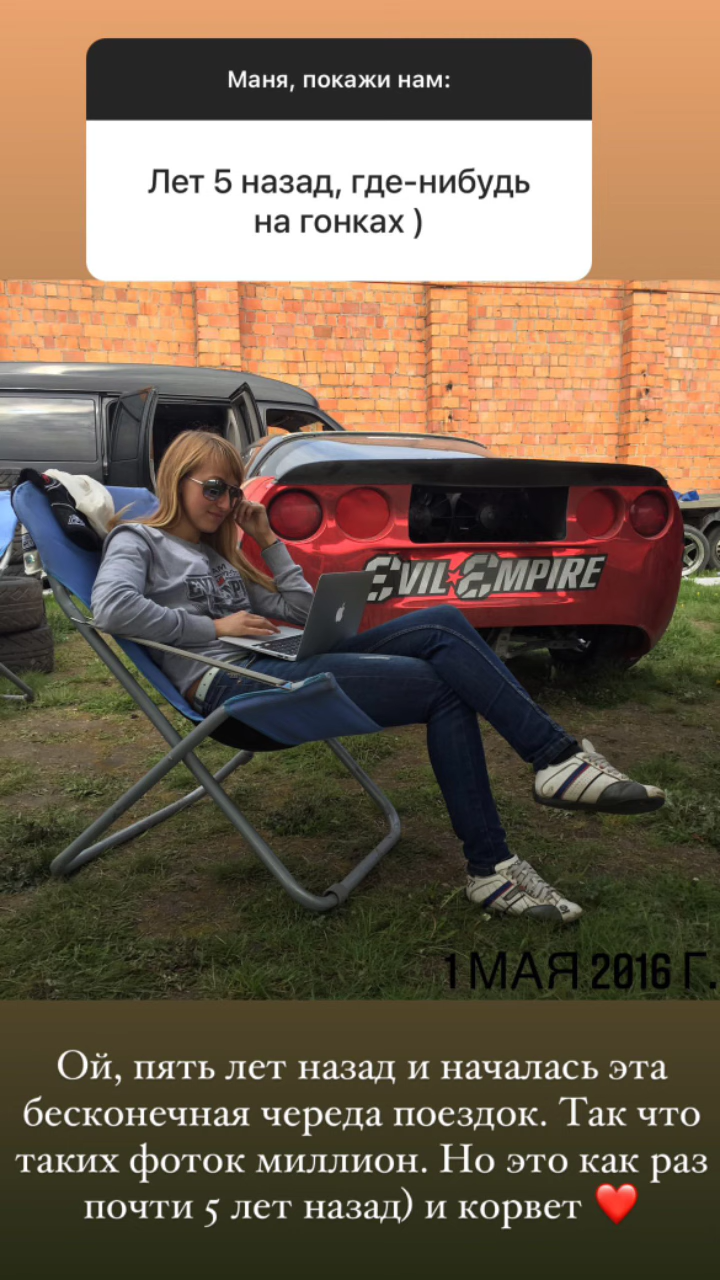 Маня, покажи нам:
Лет 5 назад, где-нибудь
на гонках )
EVIL EMPIRE
1 МАЯ 2016 Г.
Ой, пять лет назад и началась эта
бесконечная череда поездок. Так что
таких фоток миллион. Но это как раз
почти 5 лет назад) и корвет ❤️